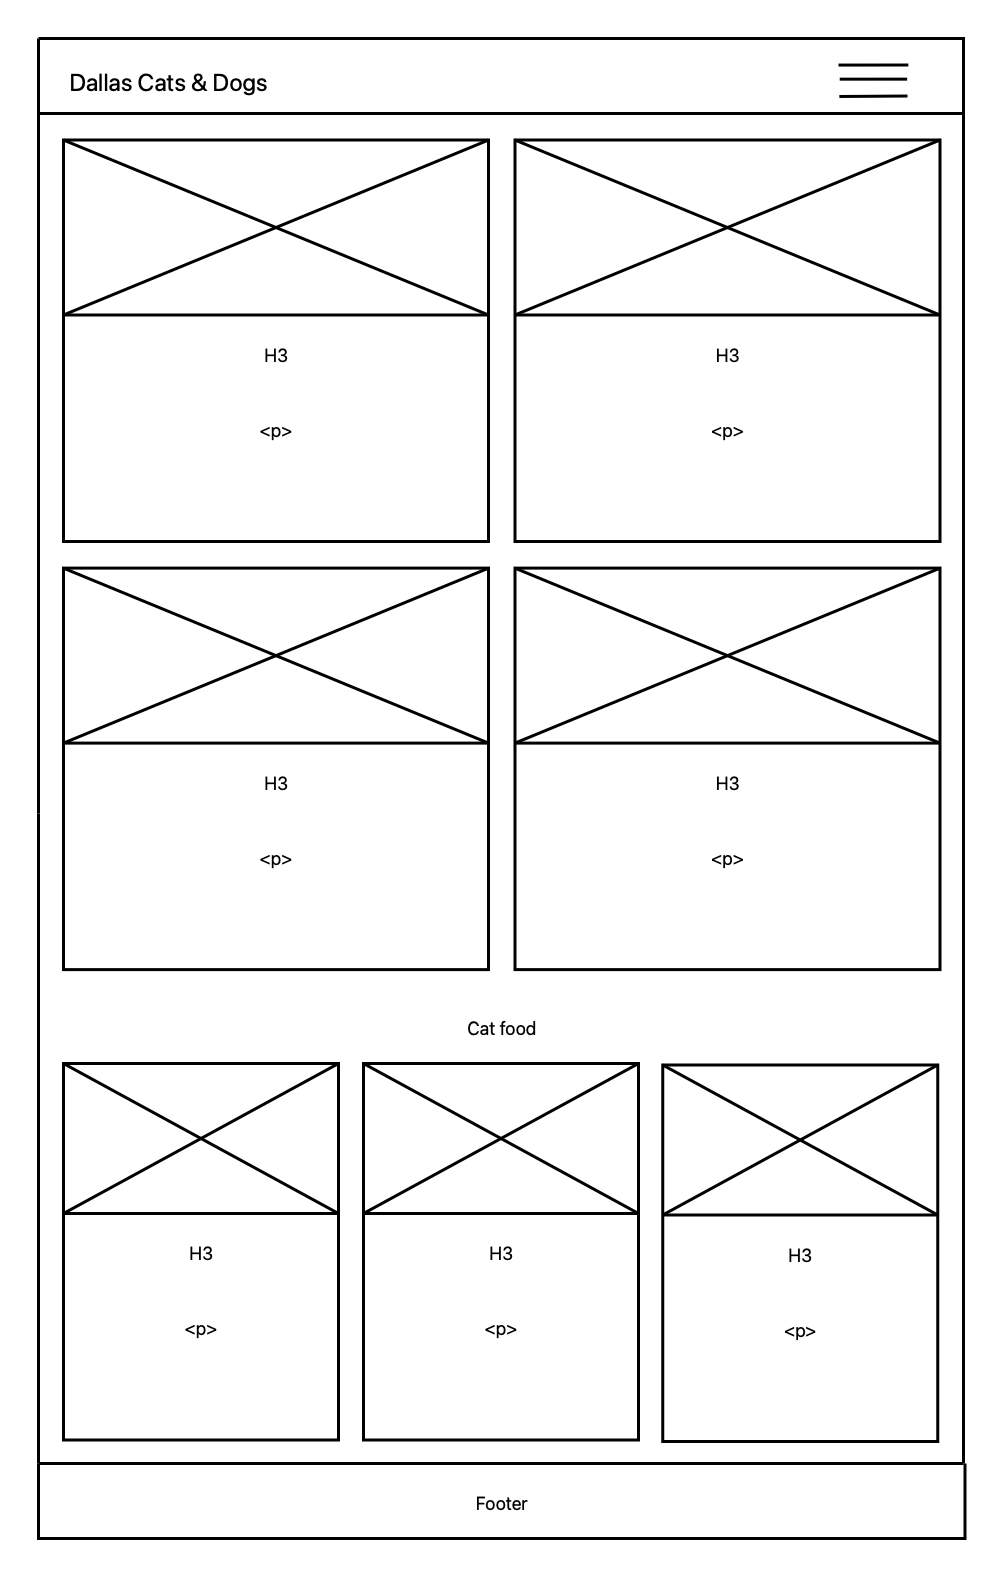 Dallas Cats & Dogs
H3
H3
<p>
<p>
H3
H3
<p>
<p>
Cat food
H3
H3
H3
<p>
<p>
<p>
Footer